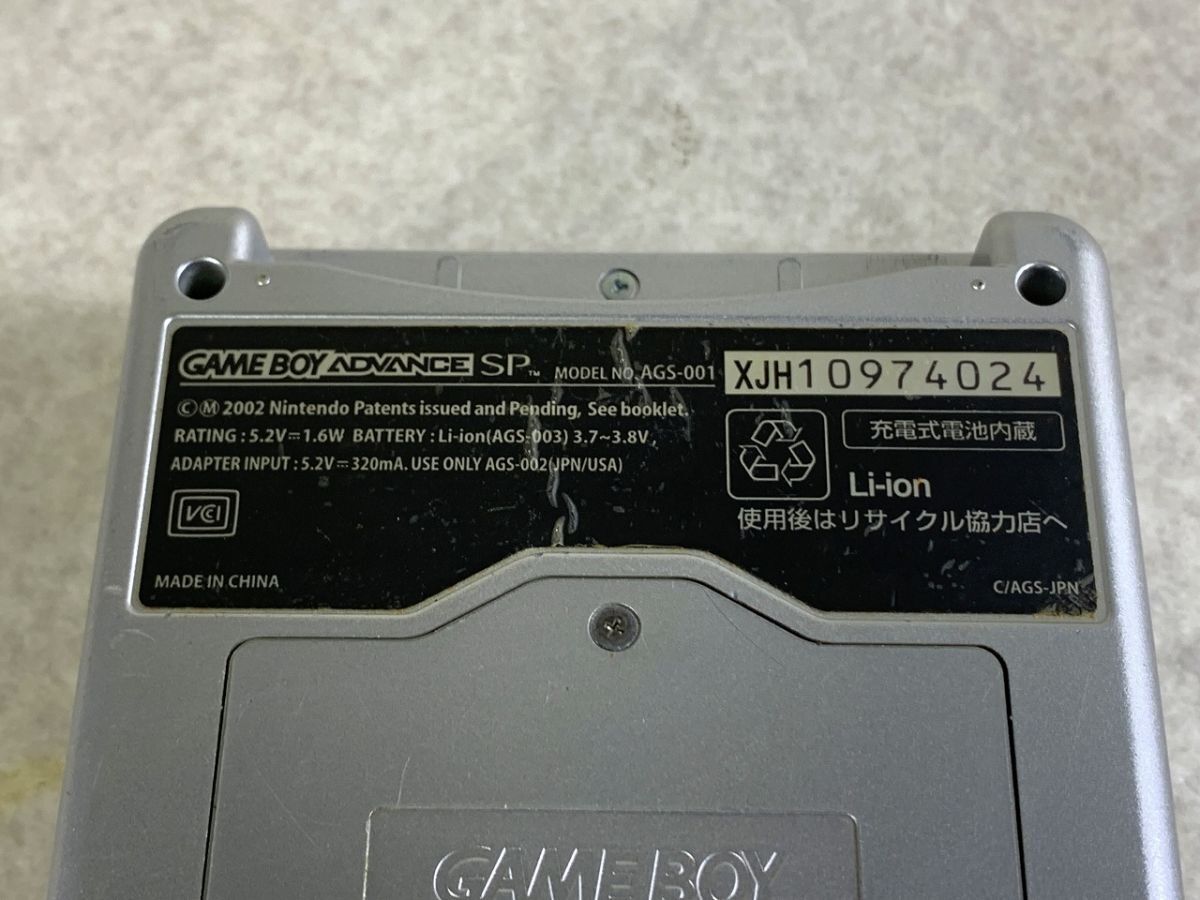 GAME BOY ADVANCE SP™ MODEL NO. AGS-001
XJH10974024
©Ⓜ 2002 Nintendo Patents issued and Pending, See booklet.
RATING : 5.2V⎓1.6W BATTERY : Li-ion(AGS-003) 3.7~3.8V
ADAPTER INPUT : 5.2V⎓320mA. USE ONLY AGS-002(JPN/USA)
VCI
充電式電池内蔵
Li-ion
使用後はリサイクル協力店へ
MADE IN CHINA
C/AGS-JPN
GAME BOY